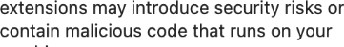 extensions may introduce security risks or
contain malicious code that runs on your